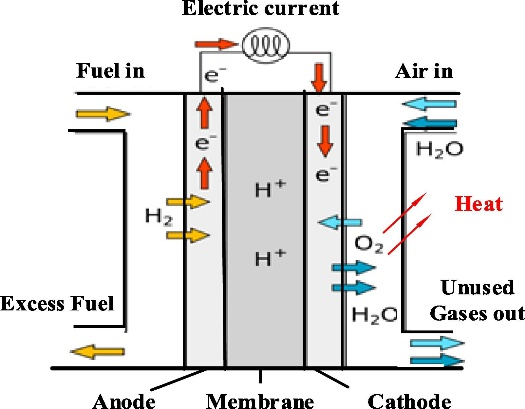 Electric current
Fuel in
e⁻
Air in
e⁻
e⁻
H₂O
e⁻
H⁺
Heat
H₂
O₂
H⁺
Excess Fuel
Unused
Gases out
H₂O
Anode
Membrane
Cathode